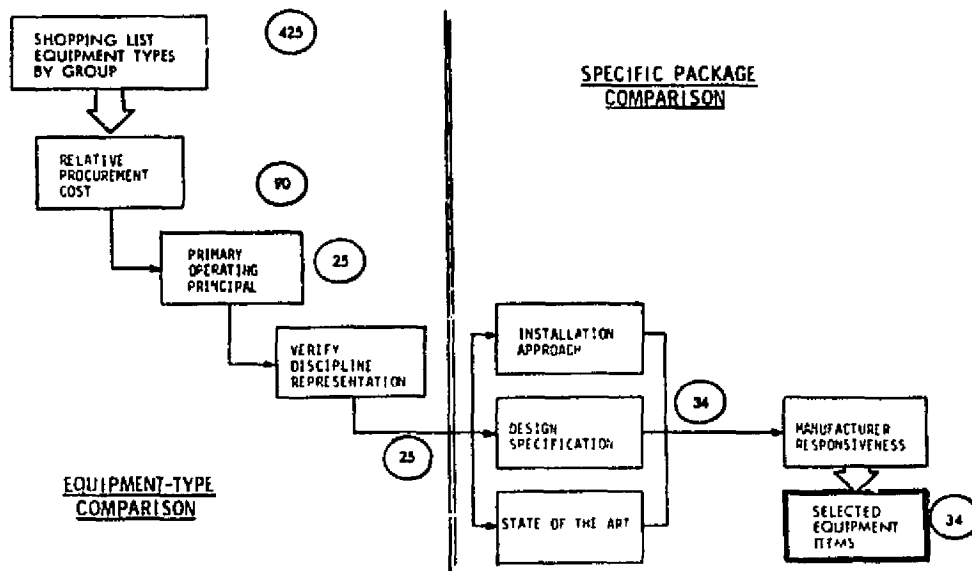 SHOPPING LIST
EQUIPMENT TYPES
BY GROUP
425
SPECIFIC PACKAGE
COMPARISON
RELATIVE
PROCUREMENT
COST
90
PRIMARY
OPERATING
PRINCIPAL
25
VERIFY
DISCIPLINE
REPRESENTATION
25
INSTALLATION
APPROACH
DESIGN
SPECIFICATION
STATE OF THE ART
34
MANUFACTURER
RESPONSIVENESS
SELECTED
EQUIPMENT
ITEMS
34
EQUIPMENT-TYPE
COMPARISON